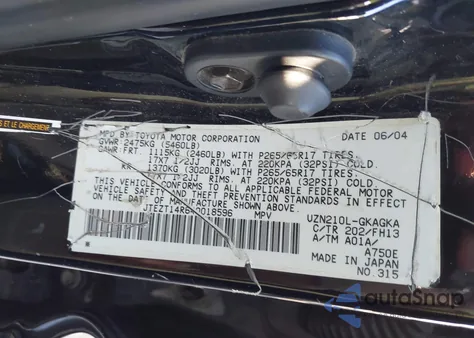 S ET LE CHARGEMENT
MFD BY TOYOTA MOTOR CORPORATION DATE 06/04
GVWR 2475KG (5460LB)
GAWR FRT 1115KG (2460LB) WITH P265/65R17 TIRES,
17X7 1/2JJ RIMS, AT 220KPA (32PSI) COLD.
RR 1370KG (3020LB) WITH P265/65R17 TIRES,
17X7 1/2JJ RIMS, AT 220KPA (32PSI) COLD.
THIS VEHICLE CONFORMS TO ALL APPLICABLE FEDERAL MOTOR
VEHICLE SAFETY AND THEFT PREVENTION STANDARDS IN EFFECT
ON THE DATE OF MANUFACTURE SHOWN ABOVE.
JTEZT14R640018596 MPV UZN210L-GKAGKA
C/TR 202/FH13
A/TM A01A/
A750E
MADE IN JAPAN
NO.315
autoSnap